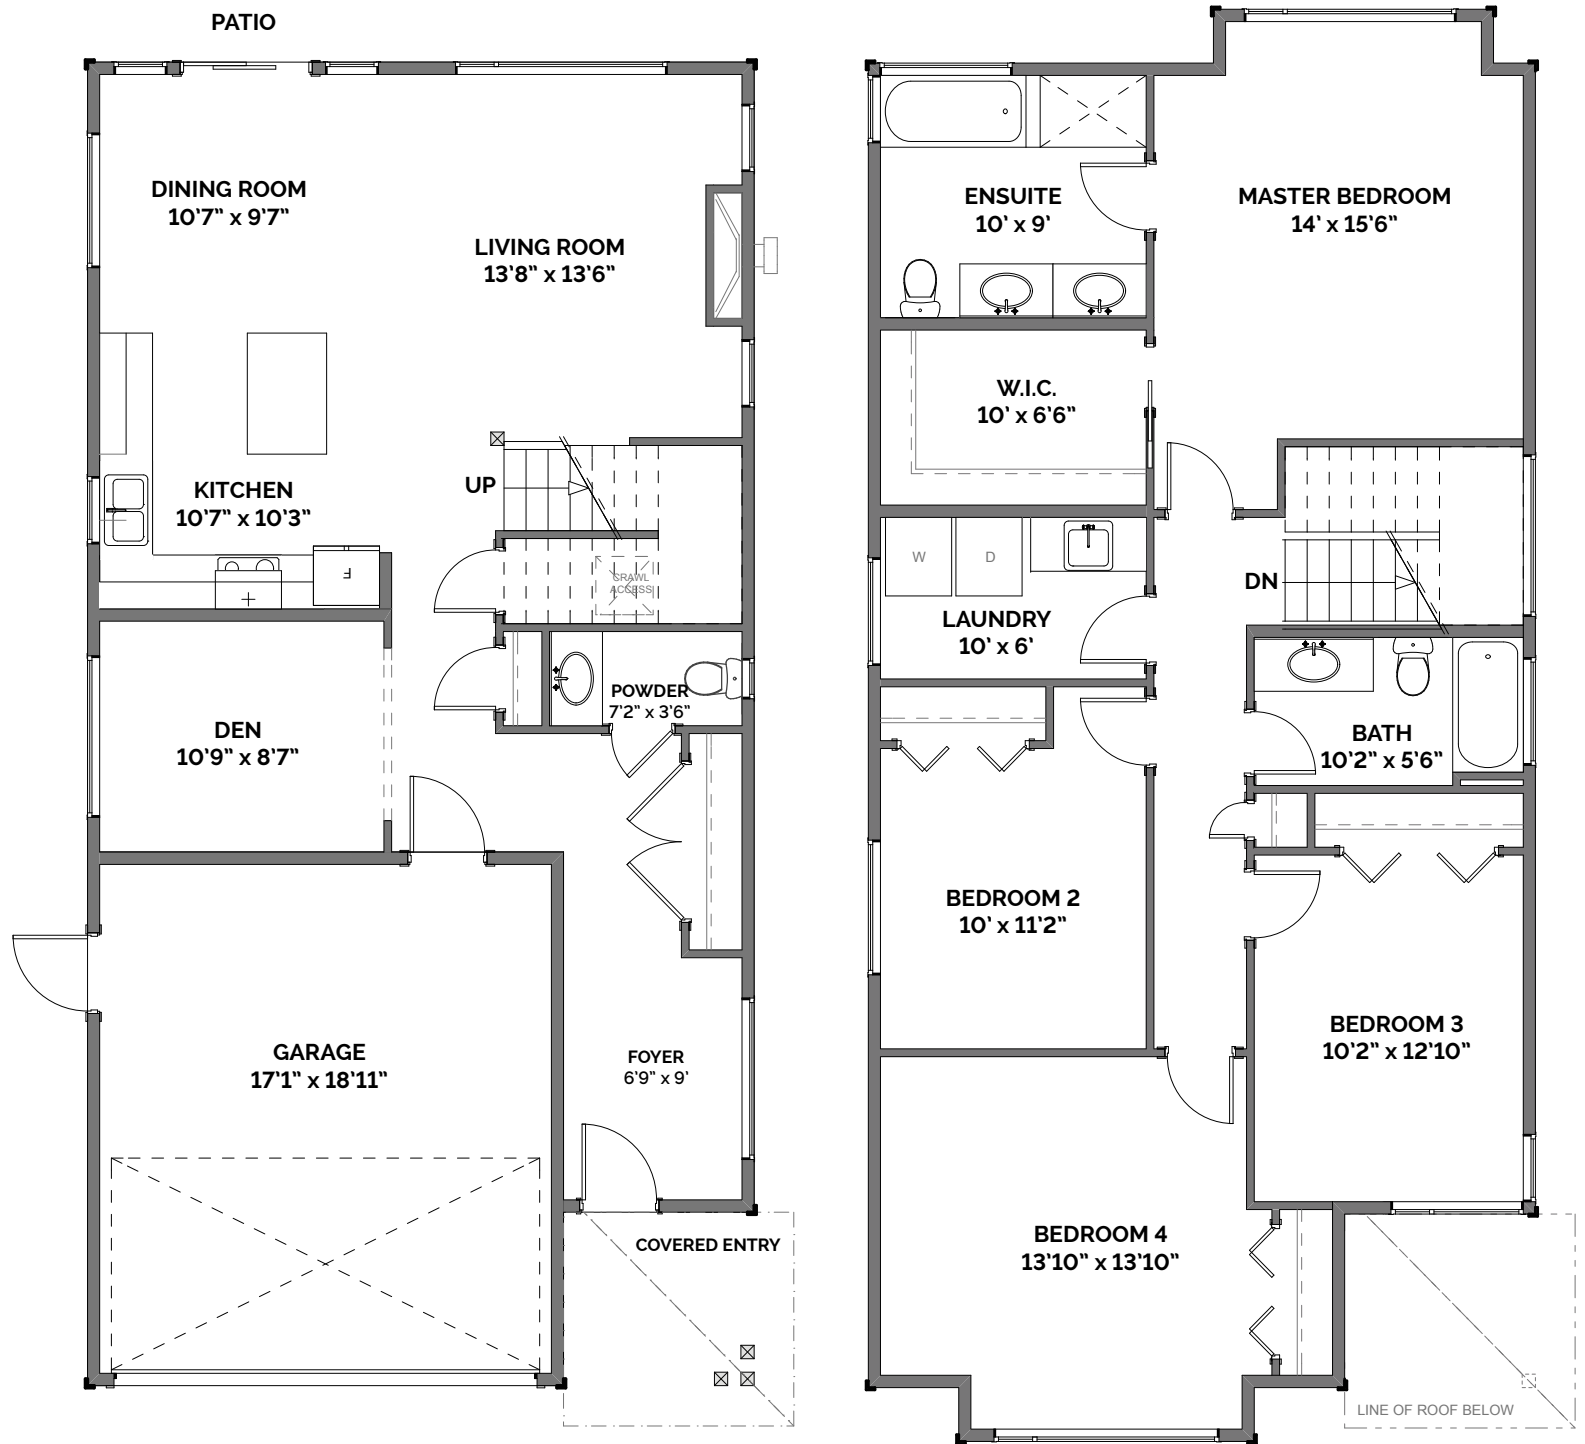 PATIO
DINING ROOM
10’7” x 9’7”
LIVING ROOM
13’8” x 13’6”
KITCHEN
10’7” x 10’3”
UP
F
CRAWL
ACCESS
POWDER
7’2” x 3’6”
DEN
10’9” x 8’7”
GARAGE
17’1” x 18’11”
FOYER
6’9” x 9’
COVERED ENTRY
ENSUITE
10’ x 9’
MASTER BEDROOM
14’ x 15’6”
W.I.C.
10’ x 6’6”
W
D
LAUNDRY
10’ x 6’
DN
BATH
10’2” x 5’6”
BEDROOM 2
10’ x 11’2”
BEDROOM 3
10’2” x 12’10”
BEDROOM 4
13’10” x 13’10”
LINE OF ROOF BELOW